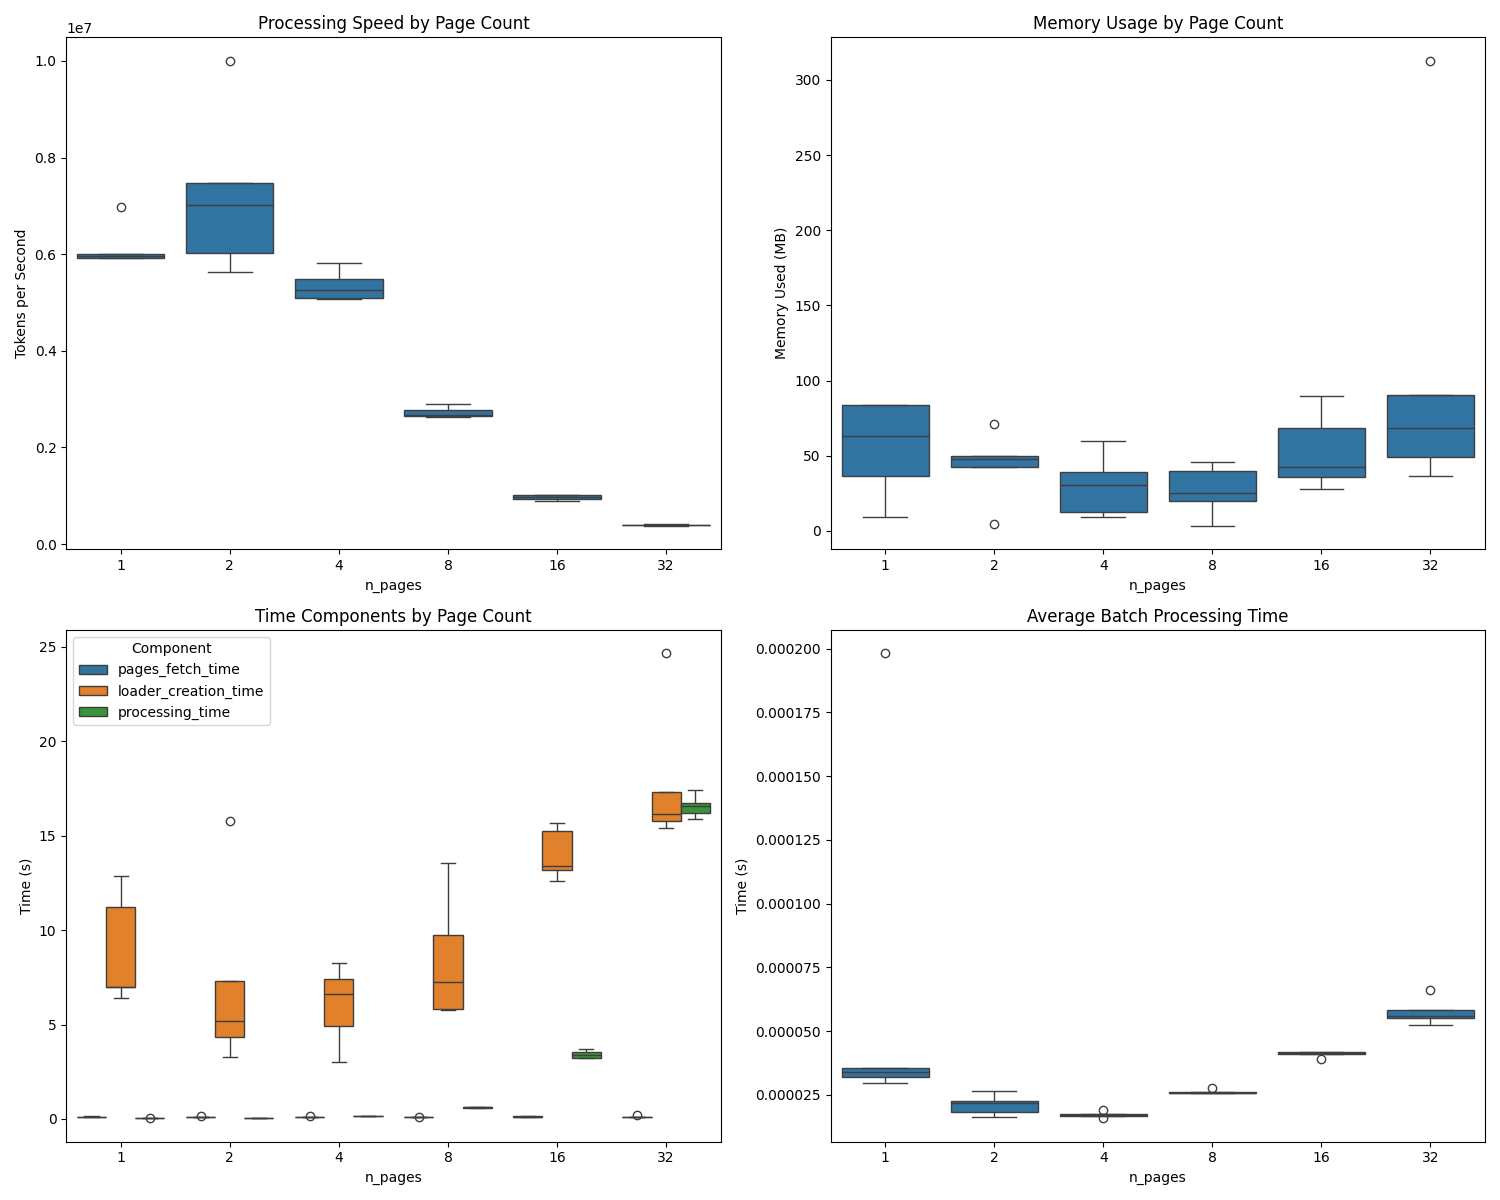 Processing Speed by Page Count
1e7
1.0
0.8
0.6
0.4
0.2
0.0
Tokens per Second
1 2 4 8 16 32
n_pages
Memory Usage by Page Count
300
250
200
150
100
50
0
Memory Used (MB)
1 2 4 8 16 32
n_pages
Time Components by Page Count
Component
pages_fetch_time
loader_creation_time
processing_time
25
20
15
10
5
0
Time (s)
1 2 4 8 16 32
n_pages
Average Batch Processing Time
0.000200
0.000175
0.000150
0.000125
0.000100
0.000075
0.000050
0.000025
Time (s)
1 2 4 8 16 32
n_pages